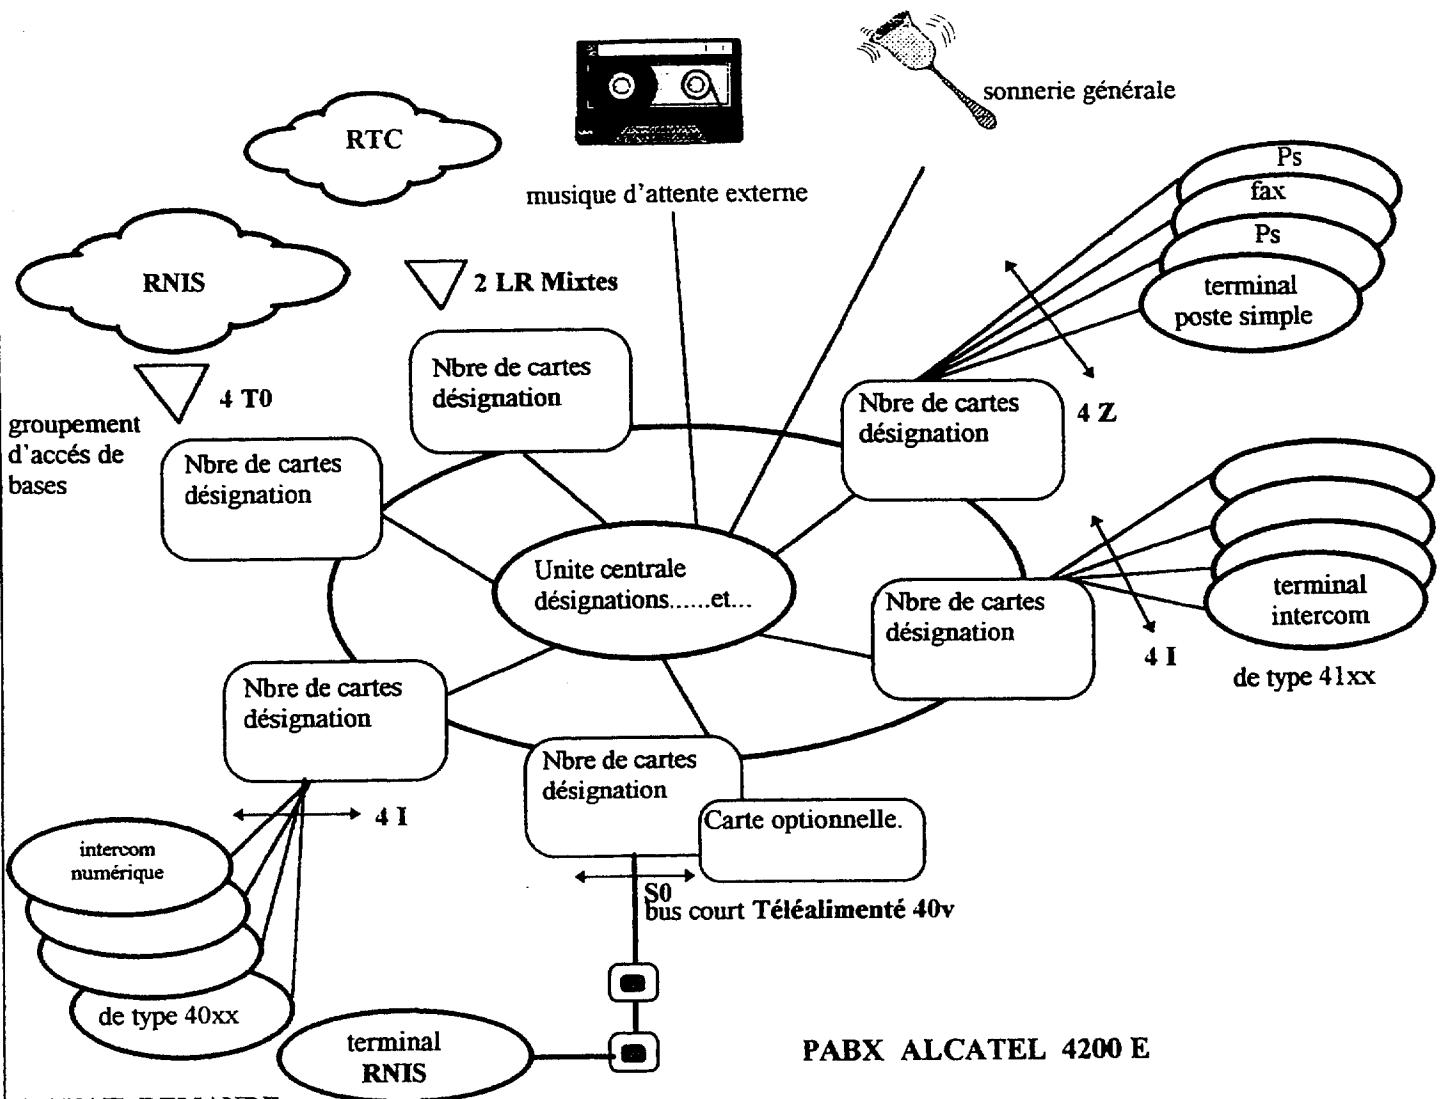 sonnerie générale
RTC
musique d'attente externe
Ps
fax
Ps
terminal
poste simple
RNIS
2 LR Mixtes
4 T0
groupement
d'accés de
bases
Nbre de cartes
désignation
Nbre de cartes
désignation
Nbre de cartes
désignation
4 Z
Unite centrale
désignations......et...
Nbre de cartes
désignation
4 I
terminal
intercom
de type 41xx
Nbre de cartes
désignation
4 I
Nbre de cartes
désignation
Carte optionnelle.
intercom
numérique
de type 40xx
S0
bus court Téléalimenté 40v
terminal
RNIS
PABX ALCATEL 4200 E